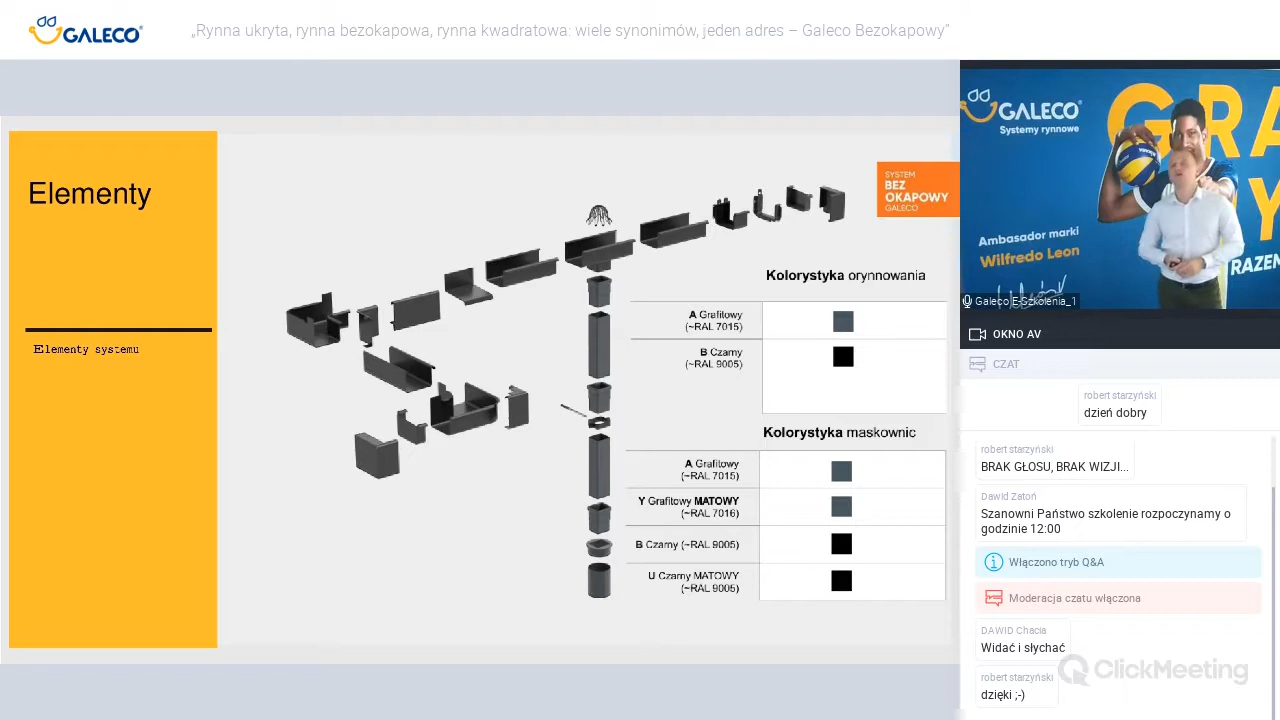 GALECO
„Rynna ukryta, rynna bezokapowa, rynna kwadratowa: wiele synonimów, jeden adres – Galeco Bezokapowy”
Elementy
Elementy systemu
SYSTEM
BEZ
OKAPOWY
GALECO
Kolorystyka orynnowania
A Grafitowy
(~RAL 7015)
B Czarny
(~RAL 9005)
Kolorystyka maskownic
A Grafitowy
(~RAL 7015)
Y Grafitowy MATOWY
(~RAL 7016)
B Czarny (~RAL 9005)
U Czarny MATOWY
(~RAL 9005)
GALECO
Systemy rynnowe
Ambasador marki
Wilfredo Leon
RAZEM
Galeco E-Szkolenia_1
OKNO AV
CZAT
robert starzyński
dzień dobry
robert starzyński
BRAK GŁOSU, BRAK WIZJI...
Dawid Zatoń
Szanowni Państwo szkolenie rozpoczynamy o
godzinie 12:00
Włączono tryb Q&A
Moderacja czatu włączona
DAWID Chacia
Widać i słychać
ClickMeeting
robert starzyński
dzięki ;-)